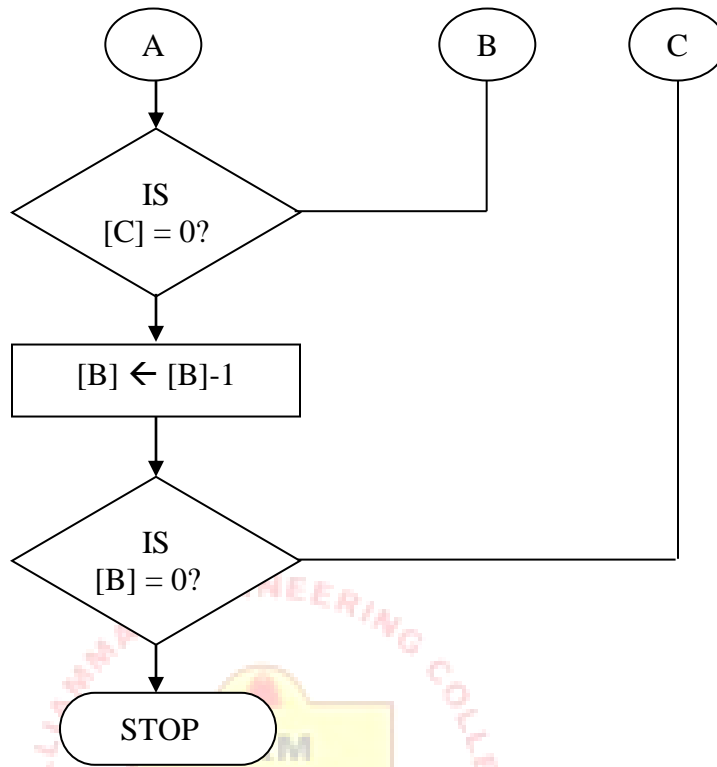 A
B
C
IS
[C] = 0?
[B] ← [B]-1
IS
[B] = 0?
STOP